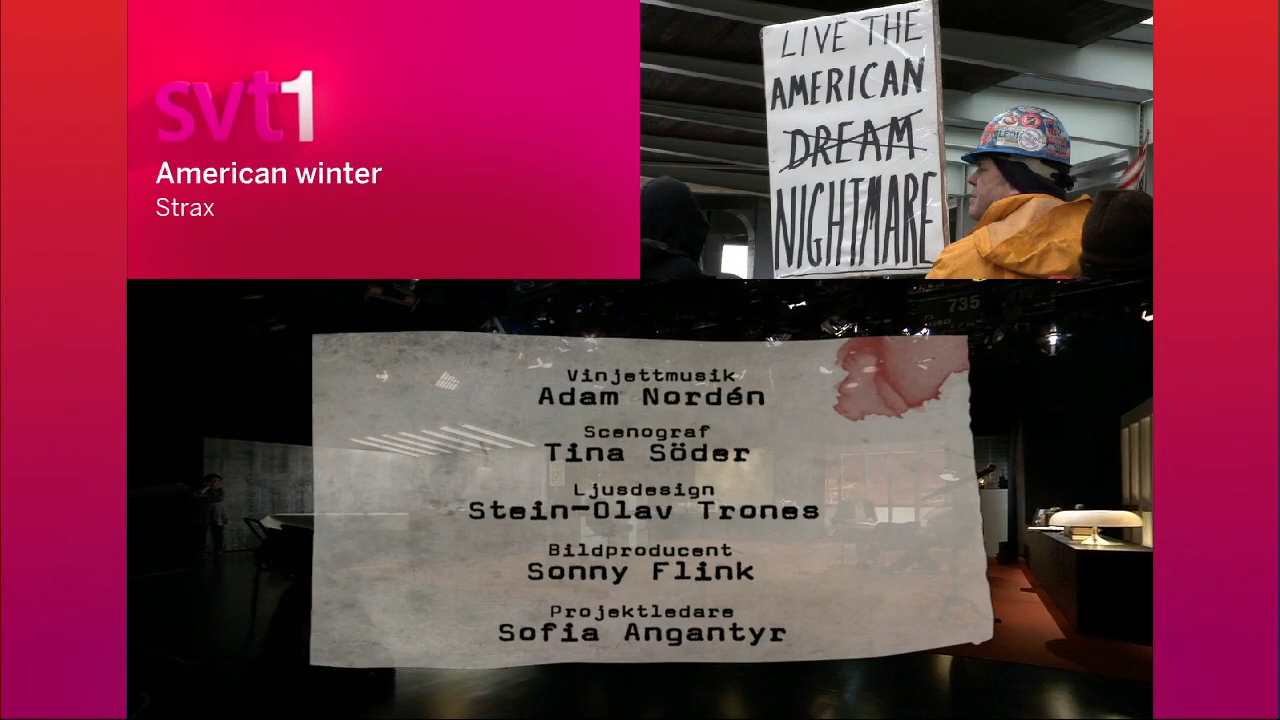 svt1
American winter
Strax
LIVE THE
AMERICAN
DREAM
NIGHTMARE
735
Vinjettmusik
Adam Nordén
Scenograf
Tina Söder
Ljusdesign
Stein-Olav Trones
Bildproducent
Sonny Flink
Projektledare
Sofia Angantyr